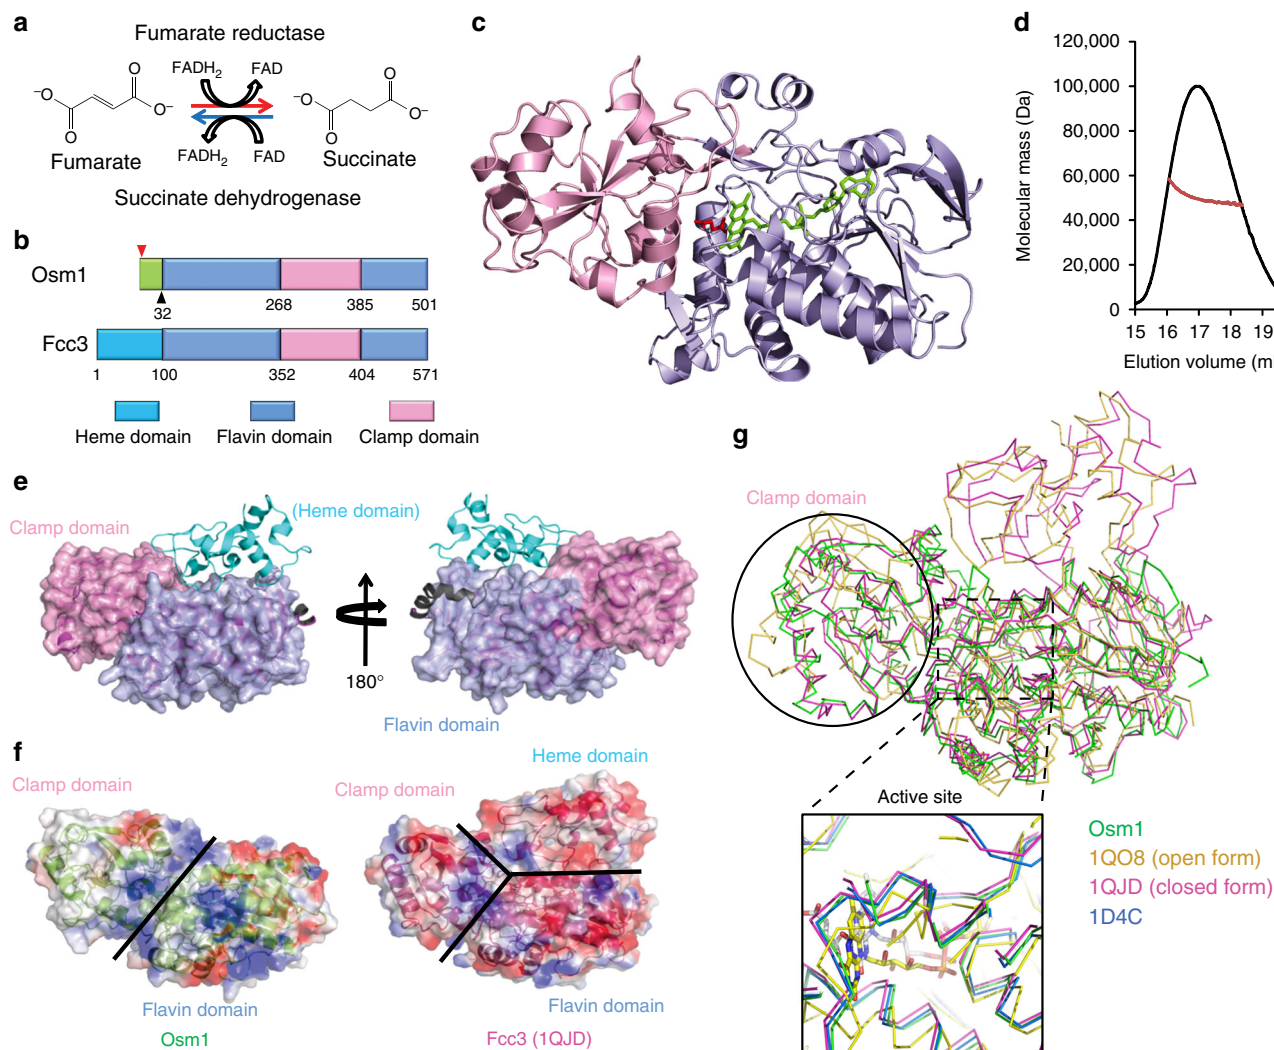 a
Fumarate reductase
FADH2 FAD
⁻O O O O⁻
Fumarate
⁻O O O O⁻
Succinate
FADH2 FAD
Succinate dehydrogenase
b
Osm1
32 268 385 501
Fcc3
1 100 352 404 571
Heme domain Flavin domain Clamp domain
c
d
Molecular mass (Da)
120,000
100,000
80,000
60,000
40,000
20,000
0
15 16 17 18 19
Elution volume (m
e
Clamp domain
(Heme domain)
180°
Flavin domain
f
Clamp domain
Flavin domain
Osm1
Clamp domain
Heme domain
Flavin domain
Fcc3 (1QJD)
g
Clamp domain
Active site
Osm1
1QO8 (open form)
1QJD (closed form)
1D4C